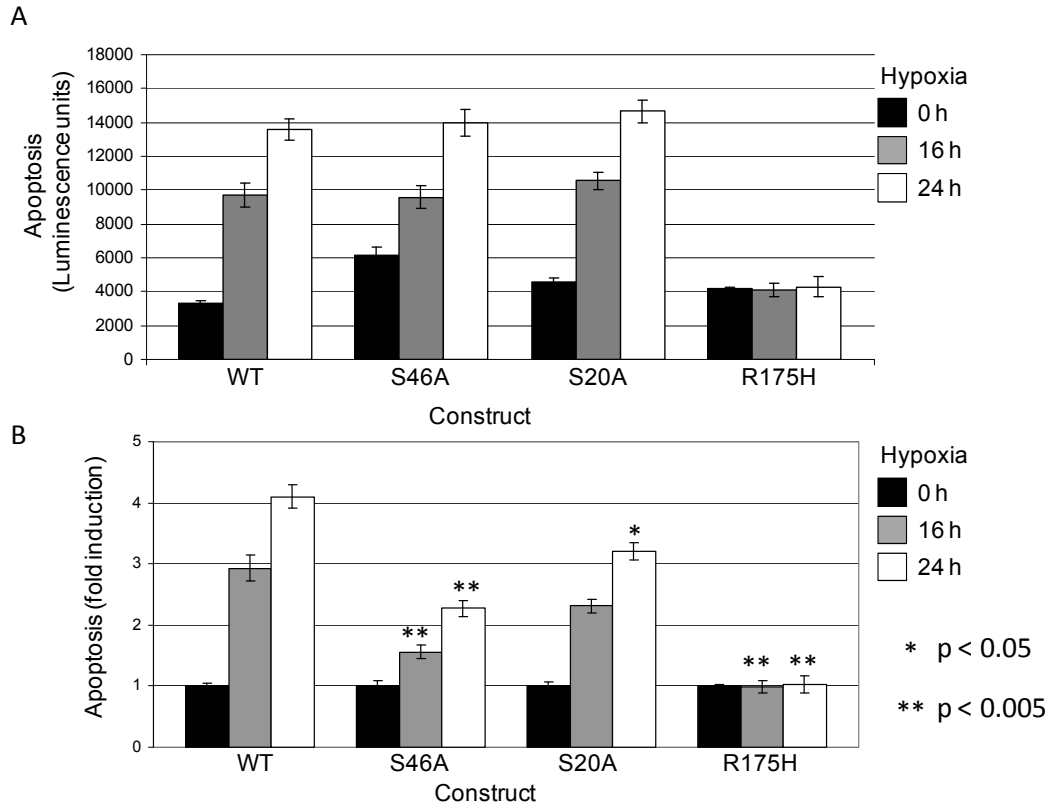 A
18000
16000
14000
12000
10000
8000
6000
4000
2000
0
Apoptosis
(Luminescence units)
WT S46A S20A R175H
Construct
Hypoxia
0 h
16 h
24 h
B
5
4
3
2
1
0
Apoptosis (fold induction)
** ** * ** **
WT S46A S20A R175H
Construct
Hypoxia
0 h
16 h
24 h
* p < 0.05
** p < 0.005